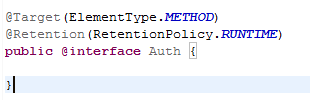 @Target(ElementType.METHOD)
@Retention(RetentionPolicy.RUNTIME)
public @interface Auth {
}